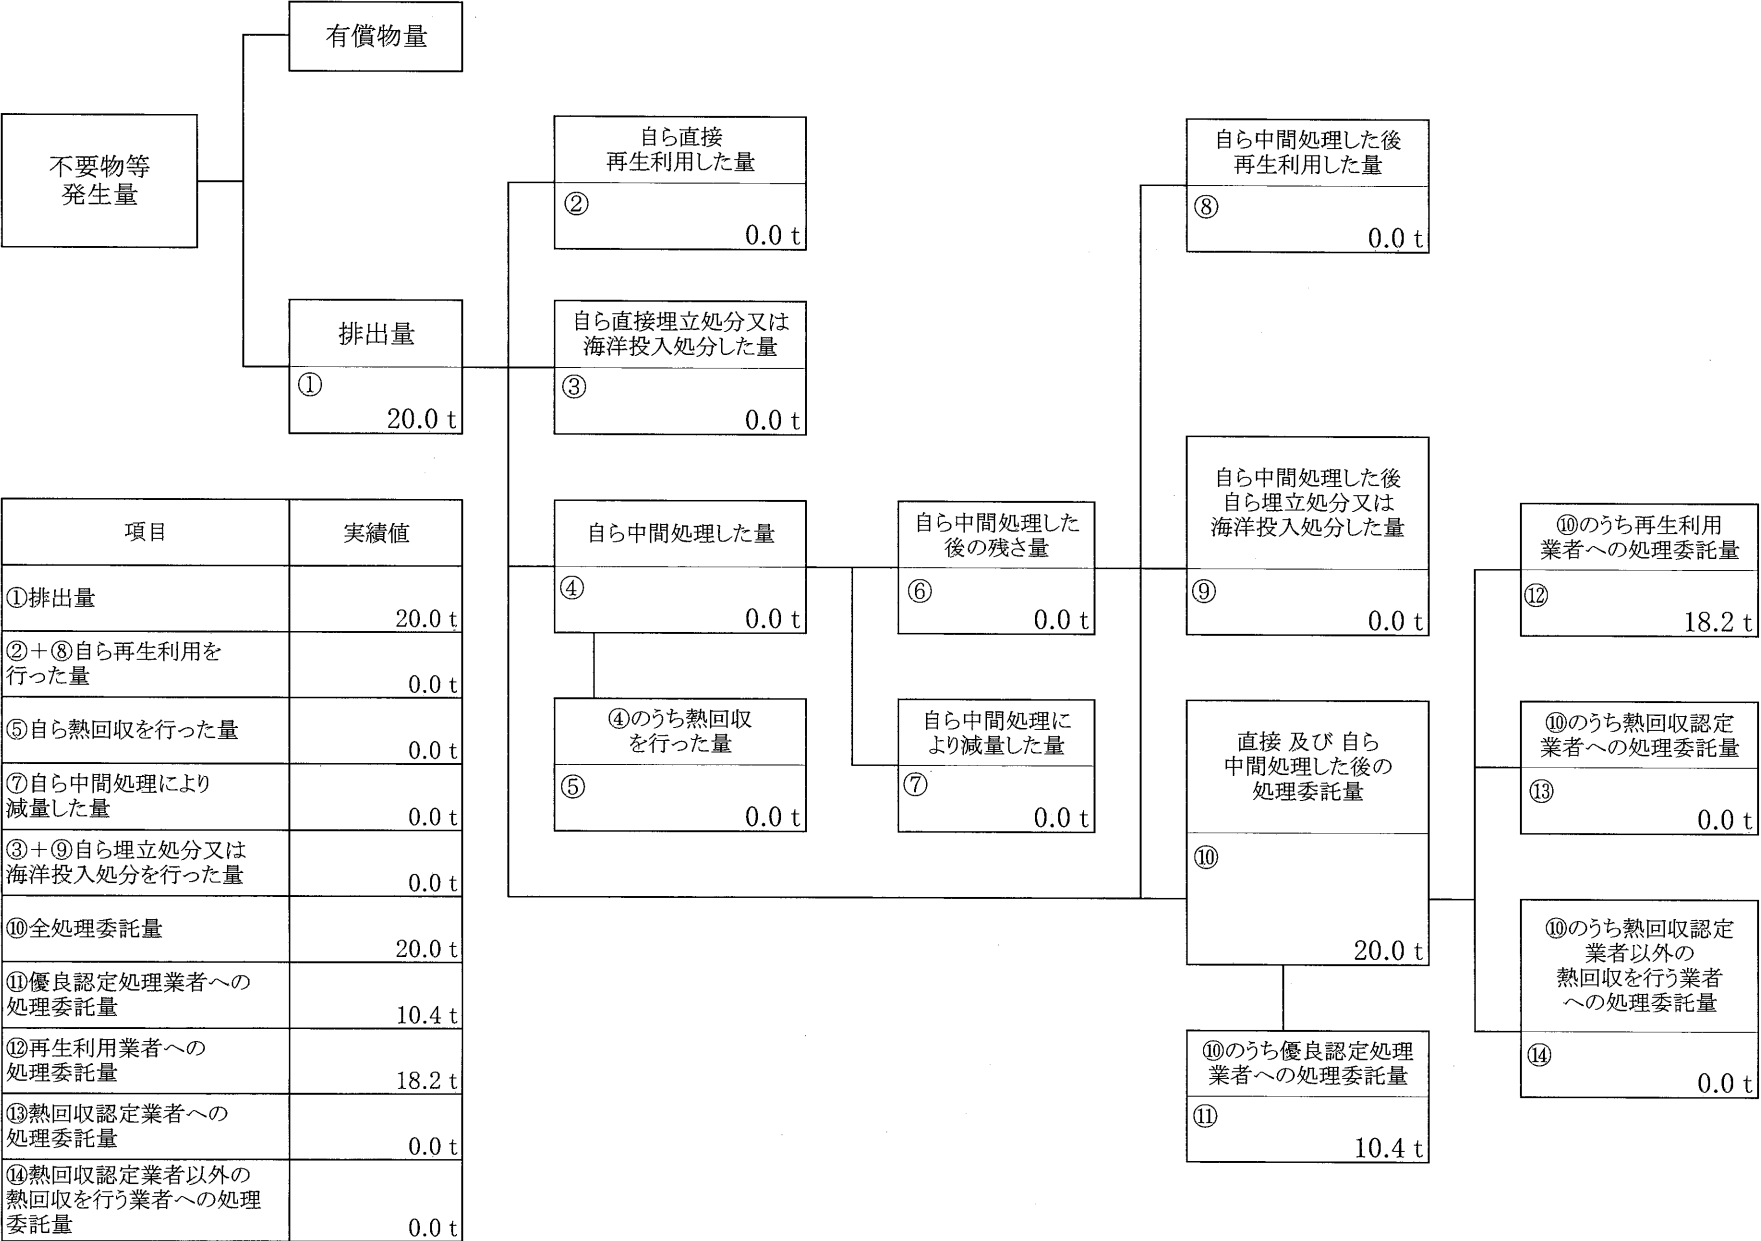 有償物量
不要物等
発生量
排出量
①
20.0 t
自ら直接
再生利用した量
②
0.0 t
自ら直接埋立処分又は
海洋投入処分した量
③
0.0 t
自ら中間処理した量
④
0.0 t
④のうち熱回収
を行った量
⑤
0.0 t
自ら中間処理した
後の残さ量
⑥
0.0 t
自ら中間処理に
より減量した量
⑦
0.0 t
自ら中間処理した後
再生利用した量
⑧
0.0 t
自ら中間処理した後
自ら埋立処分又は
海洋投入処分した量
⑨
0.0 t
直接 及び 自ら
中間処理した後の
処理委託量
⑩
20.0 t
⑩のうち優良認定処理
業者への処理委託量
⑪
10.4 t
⑩のうち再生利用
業者への処理委託量
⑫
18.2 t
⑩のうち熱回収認定
業者への処理委託量
⑬
0.0 t
⑩のうち熱回収認定
業者以外の
熱回収を行う業者
への処理委託量
⑭
0.0 t
項目 実績値
①排出量
20.0 t
②＋⑧自ら再生利用を
行った量
0.0 t
⑤自ら熱回収を行った量
0.0 t
⑦自ら中間処理により
減量した量
0.0 t
③＋⑨自ら埋立処分又は
海洋投入処分を行った量
0.0 t
⑩全処理委託量
20.0 t
⑪優良認定処理業者への
処理委託量
10.4 t
⑫再生利用業者への
処理委託量
18.2 t
⑬熱回収認定業者への
処理委託量
0.0 t
⑭熱回収認定業者以外の
熱回収を行う業者への処理
委託量
0.0 t